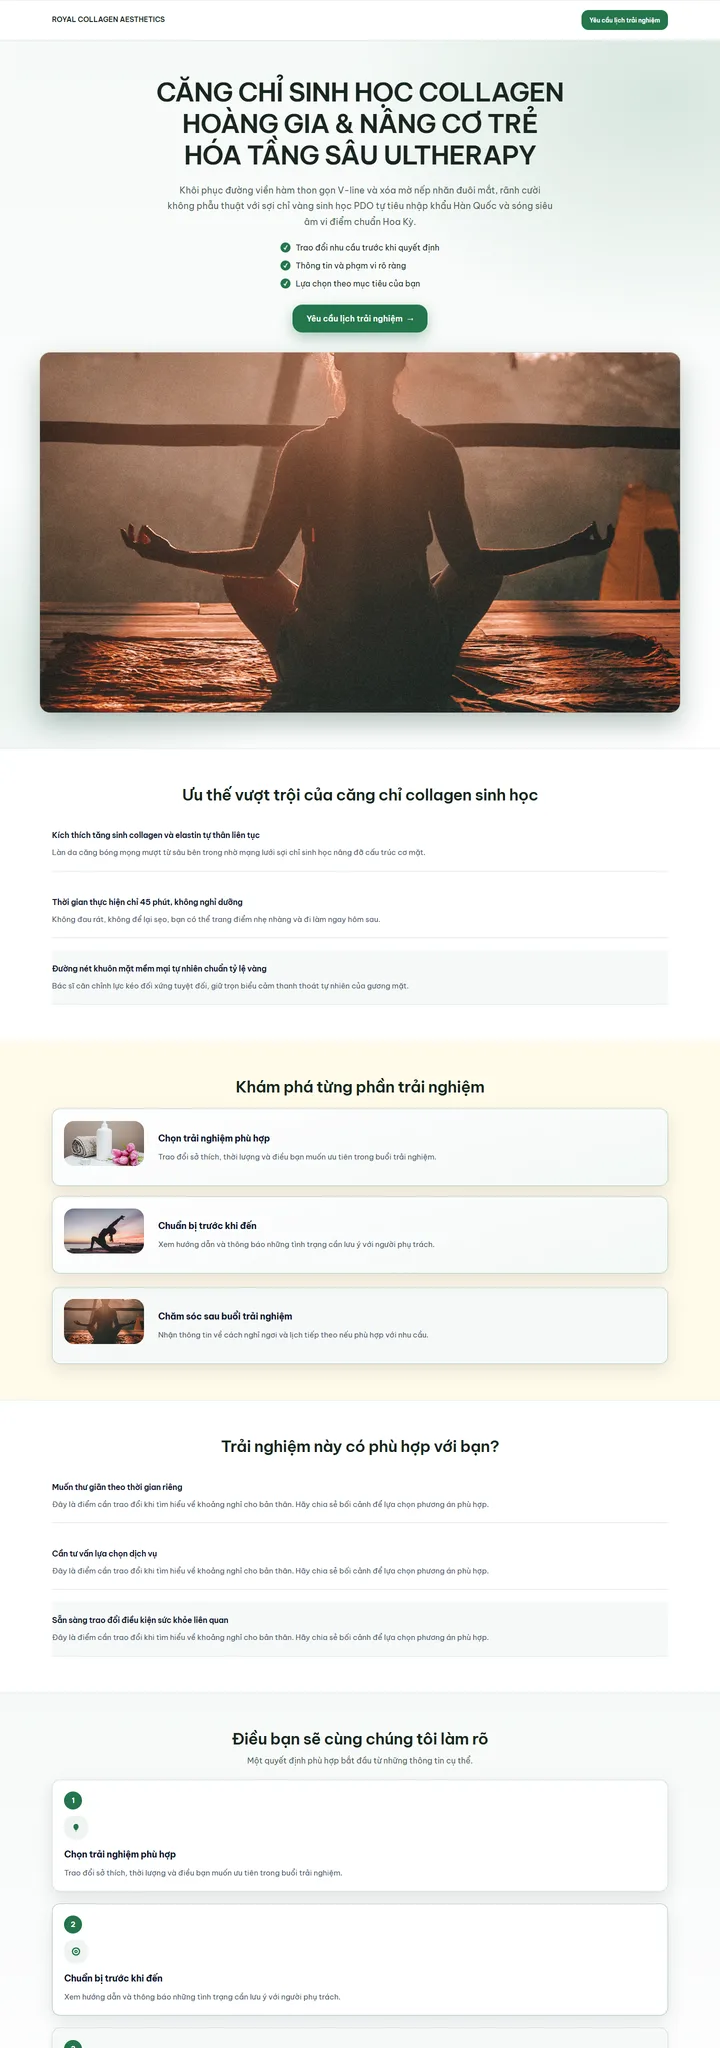 ROYAL COLLAGEN AESTHETICS
Yêu cầu lịch trải nghiệm
CĂNG CHỈ SINH HỌC COLLAGEN
HOÀNG GIA & NÂNG CƠ TRẺ
HÓA TẦNG SÂU ULTHERAPY
Khôi phục đường viền hàm thon gọn V-line và xóa mờ nếp nhăn đuôi mắt, rãnh cười
không phẫu thuật với sợi chỉ vàng sinh học PDO tự tiêu nhập khẩu Hàn Quốc và sóng siêu
âm vi điểm chuẩn Hoa Kỳ.
Trao đổi nhu cầu trước khi quyết định
Thông tin và phạm vi rõ ràng
Lựa chọn theo mục tiêu của bạn
Yêu cầu lịch trải nghiệm →
Ưu thế vượt trội của căng chỉ collagen sinh học
Kích thích tăng sinh collagen và elastin tự thân liên tục
Làn da căng bóng mọng mượt từ sâu bên trong nhờ mạng lưới sợi chỉ sinh học nâng đỡ cấu trúc cơ mặt.
Thời gian thực hiện chỉ 45 phút, không nghỉ dưỡng
Không đau rát, không để lại sẹo, bạn có thể trang điểm nhẹ nhàng và đi làm ngay hôm sau.
Đường nét khuôn mặt mềm mại tự nhiên chuẩn tỷ lệ vàng
Bác sĩ căn chỉnh lực kéo đối xứng tuyệt đối, giữ trọn biểu cảm thanh thoát tự nhiên của gương mặt.
Khám phá từng phần trải nghiệm
Chọn trải nghiệm phù hợp
Trao đổi sở thích, thời lượng và điều bạn muốn ưu tiên trong buổi trải nghiệm.
Chuẩn bị trước khi đến
Xem hướng dẫn và thông báo những tình trạng cần lưu ý với người phụ trách.
Chăm sóc sau buổi trải nghiệm
Nhận thông tin về cách nghỉ ngơi và lịch tiếp theo nếu phù hợp với nhu cầu.
Trải nghiệm này có phù hợp với bạn?
Muốn thư giãn theo thời gian riêng
Đây là điểm cần trao đổi khi tìm hiểu về khoảng nghỉ cho bản thân. Hãy chia sẻ bối cảnh để lựa chọn phương án phù hợp.
Cần tư vấn lựa chọn dịch vụ
Đây là điểm cần trao đổi khi tìm hiểu về khoảng nghỉ cho bản thân. Hãy chia sẻ bối cảnh để lựa chọn phương án phù hợp.
Sẵn sàng trao đổi điều kiện sức khỏe liên quan
Đây là điểm cần trao đổi khi tìm hiểu về khoảng nghỉ cho bản thân. Hãy chia sẻ bối cảnh để lựa chọn phương án phù hợp.
Điều bạn sẽ cùng chúng tôi làm rõ
Một quyết định phù hợp bắt đầu từ những thông tin cụ thể.
1
Chọn trải nghiệm phù hợp
Trao đổi sở thích, thời lượng và điều bạn muốn ưu tiên trong buổi trải nghiệm.
2
Chuẩn bị trước khi đến
Xem hướng dẫn và thông báo những tình trạng cần lưu ý với người phụ trách.